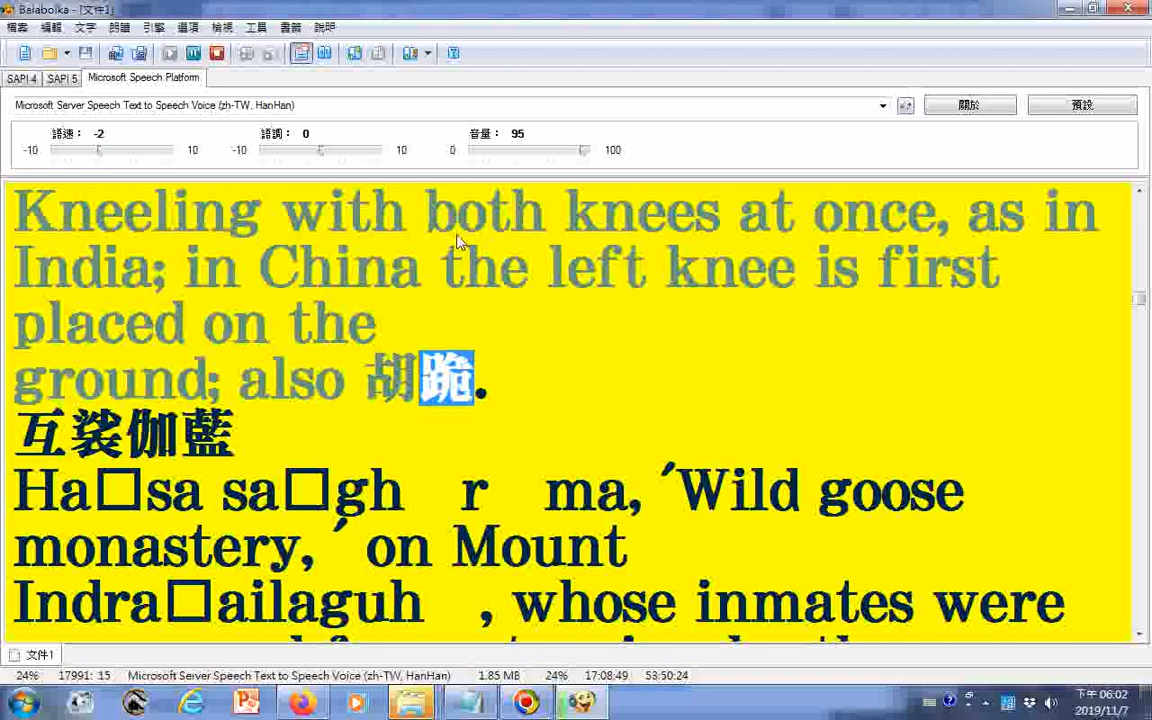 Balabolka - [文件1]
檔案 編輯 文字 朗讀 引擎 選項 檢視 工具 書籤 說明
SAPI 4 SAPI 5 Microsoft Speech Platform
Microsoft Server Speech Text to Speech Voice (zh-TW, HanHan) 關於 預設
語速： -2 語調： 0 音量： 95
-10 10 -10 10 0 100
Kneeling with both knees at once, as in
India; in China the left knee is first
placed on the
ground; also 胡跪.
互裟伽藍
Ha□sa sa□gh r ma, ´Wild goose
monastery, ´ on Mount
Indra□ailaguh , whose inmates were
文件1
24% 17991: 15 Microsoft Server Speech Text to Speech Voice (zh-TW, HanHan) 1.85 MB 24% 17:08:49 53:50:24
下午 06:02
2019/11/7